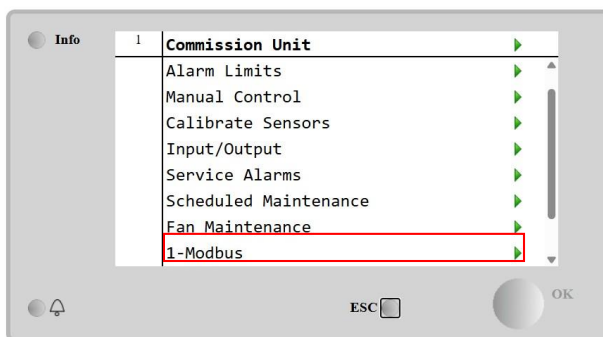 Info
1 Commission Unit
Alarm Limits
Manual Control
Calibrate Sensors
Input/Output
Service Alarms
Scheduled Maintenance
Fan Maintenance
1-Modbus
ESC
OK